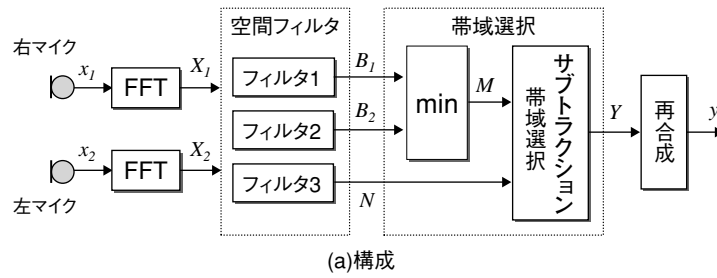 空間フィルタ
帯域選択
右マイク
x1
FFT
X1
フィルタ1
B1
min
M
帯域選択
サブトラクション
Y
再合成
y
フィルタ2
B2
x2
FFT
X2
フィルタ3
N
左マイク
(a)構成